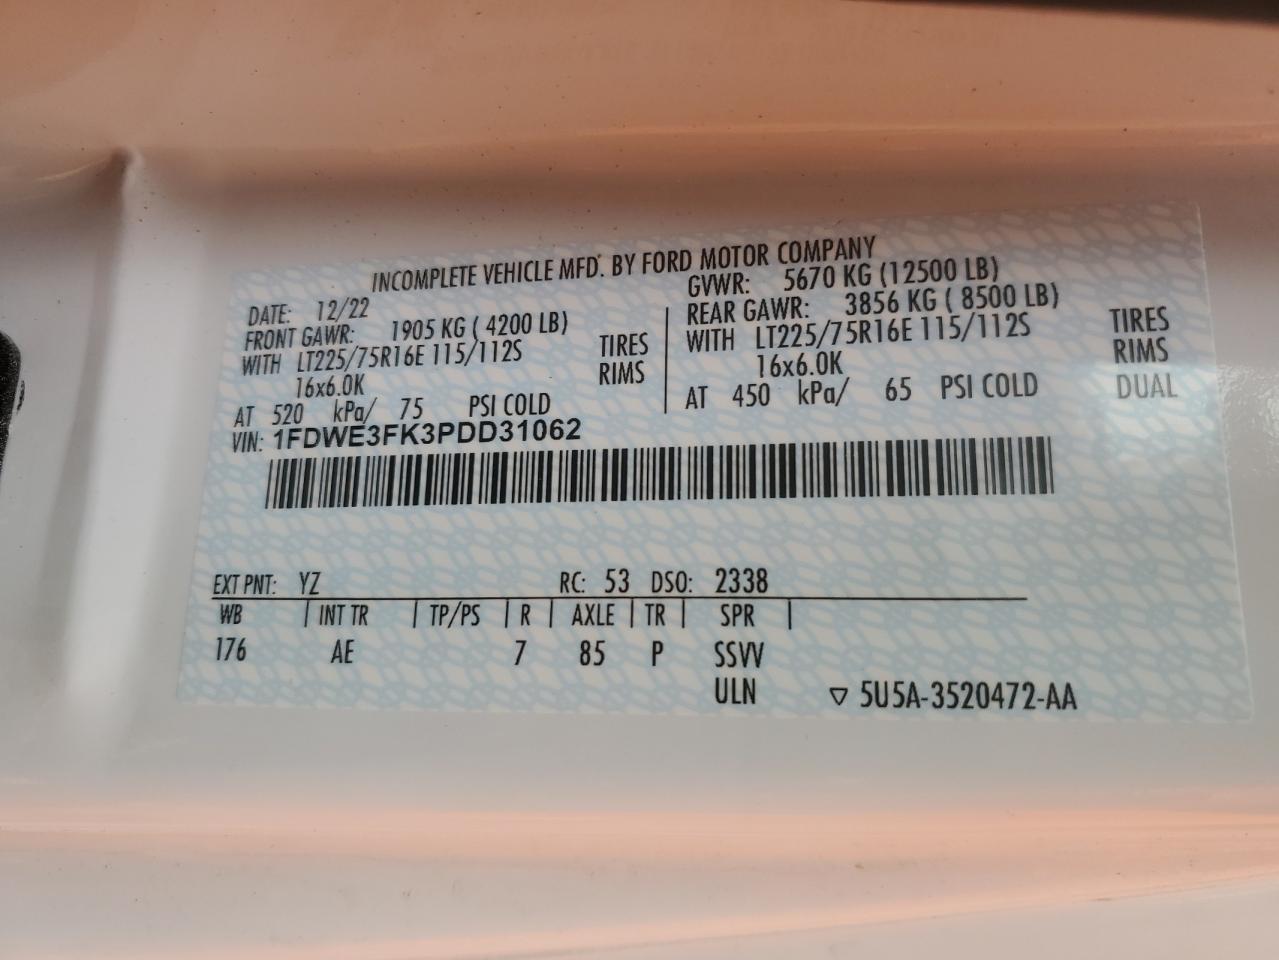 INCOMPLETE VEHICLE MFD. BY FORD MOTOR COMPANY
DATE: 12/22 GVWR: 5670 KG (12500 LB)
FRONT GAWR: 1905 KG ( 4200 LB) REAR GAWR: 3856 KG ( 8500 LB)
WITH LT225/75R16E 115/112S TIRES WITH LT225/75R16E 115/112S TIRES
16x6.0K RIMS 16x6.0K RIMS
AT 520 kPa/ 75 PSI COLD AT 450 kPa/ 65 PSI COLD DUAL
VIN: 1FDWE3FK3PDD31062
EXT PNT: YZ RC: 53 DSO: 2338
WB | INT TR | TP/PS | R | AXLE | TR | SPR |
176 AE 7 85 P SSVV
ULN ▽ 5U5A-3520472-AA